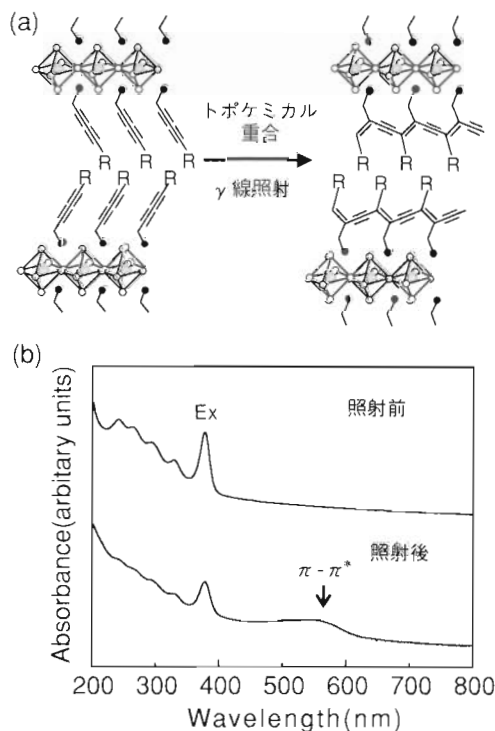 (a)
トポケミカル
重合
γ線照射
R R R
R R R
R R R
R R R
(b)
Absorbance(arbitary units)
Ex
照射前
照射後
π - π*
200 300 400 500 600 700 800
Wavelength(nm)